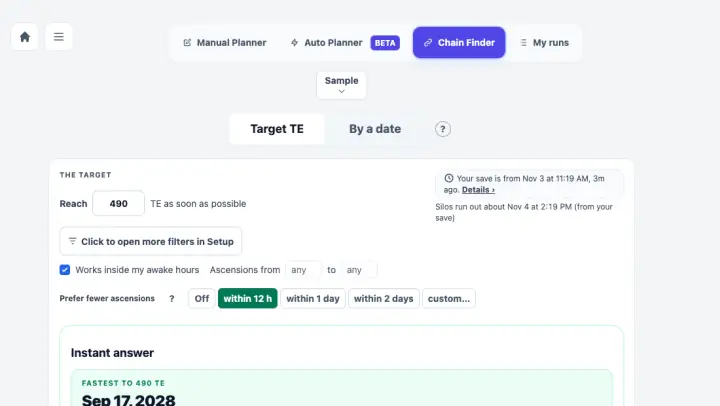 Manual Planner
Auto Planner BETA
Chain Finder
My runs
Sample
Target TE
By a date
?
THE TARGET
Your save is from Nov 3 at 11:19 AM, 3m
ago. Details ›
Silos run out about Nov 4 at 2:19 PM (from your
save)
Reach 490 TE as soon as possible
Click to open more filters in Setup
Works inside my awake hours Ascensions from any to any
Prefer fewer ascensions ? Off within 12 h within 1 day within 2 days custom...
Instant answer
FASTEST TO 490 TE
Sep 17, 2028